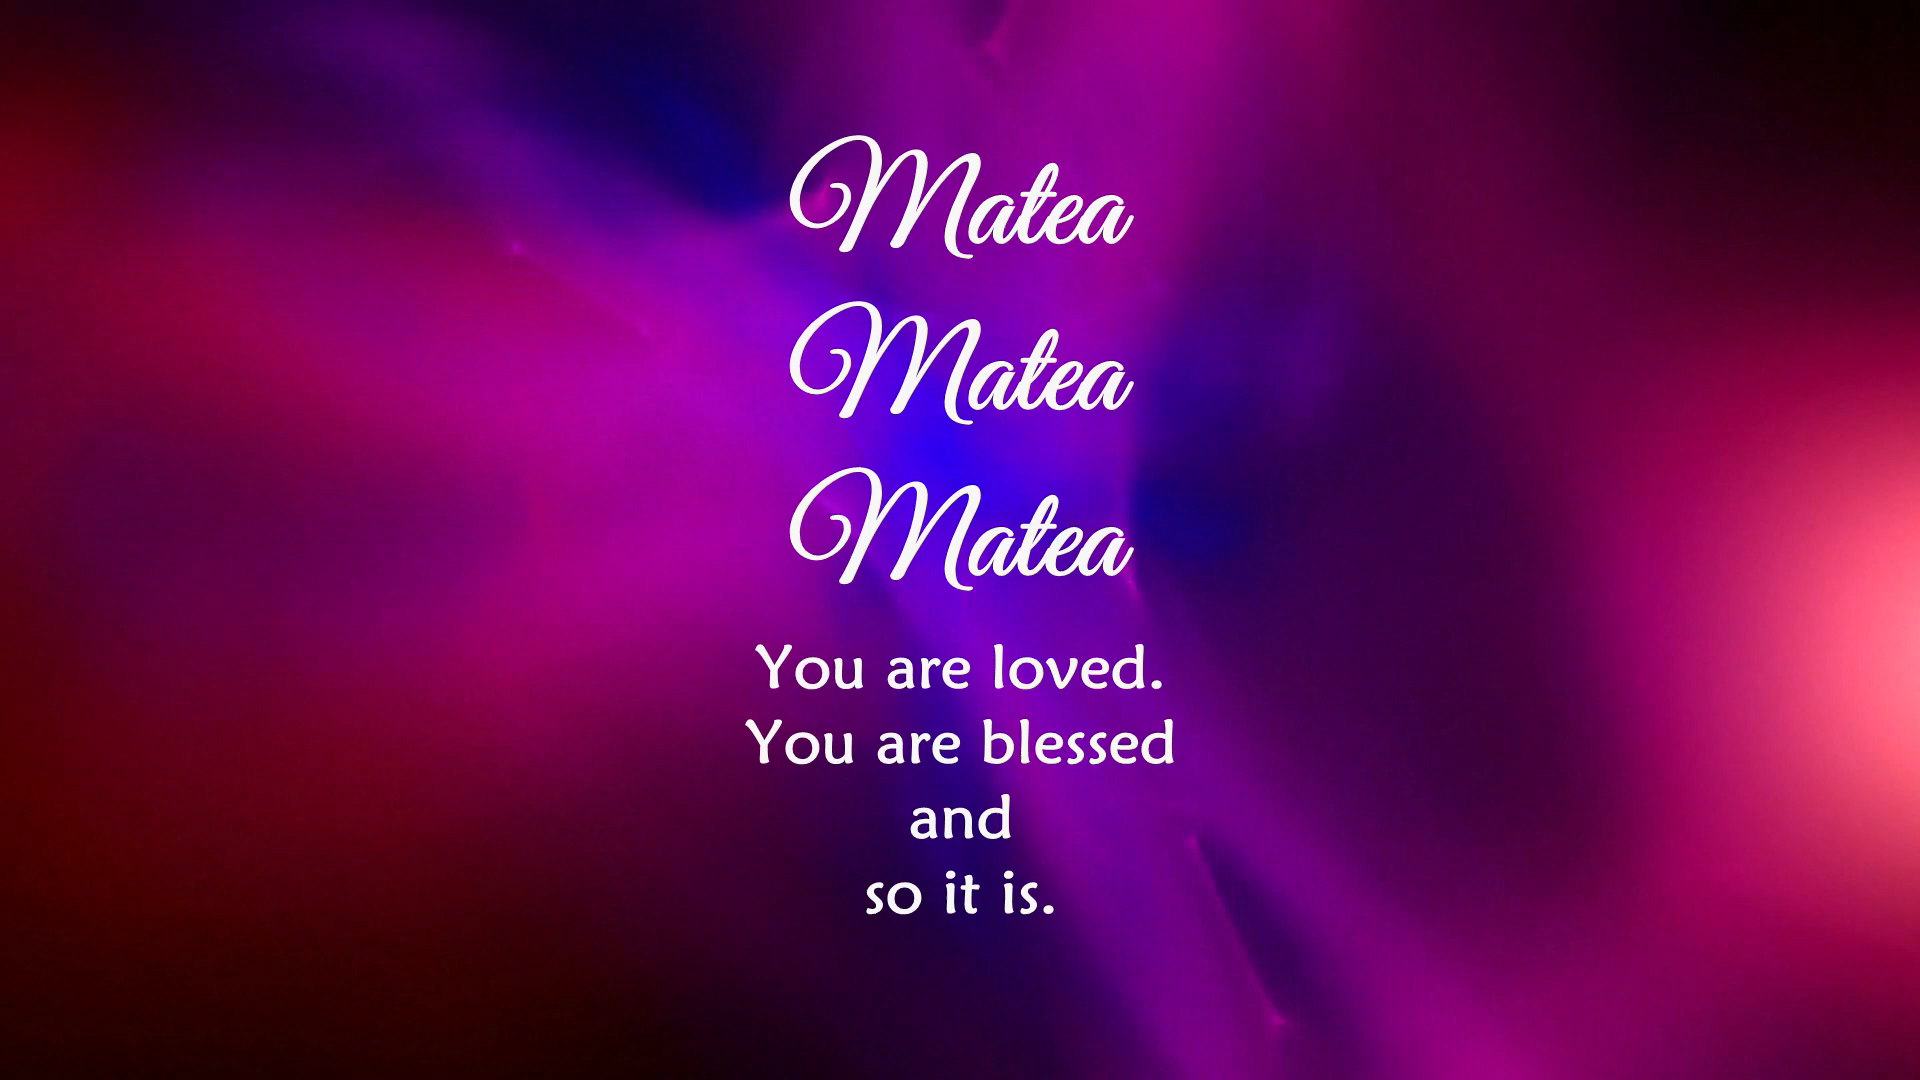 Matea
Matea
Matea
You are loved.
You are blessed
and
so it is.